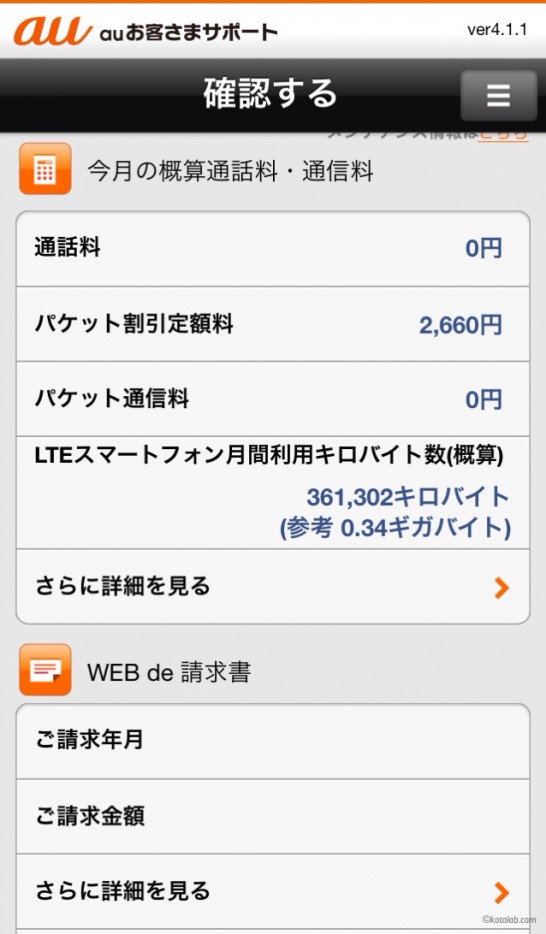 au auお客さまサポート ver4.1.1
確認する
こちら
今月の概算通話料・通信料
通話料 0円
パケット割引定額料 2,660円
パケット通信料 0円
LTEスマートフォン月間利用キロバイト数(概算)
361,302キロバイト
(参考 0.34ギガバイト)
さらに詳細を見る
WEB de 請求書
ご請求年月
ご請求金額
さらに詳細を見る
©kotalab.com